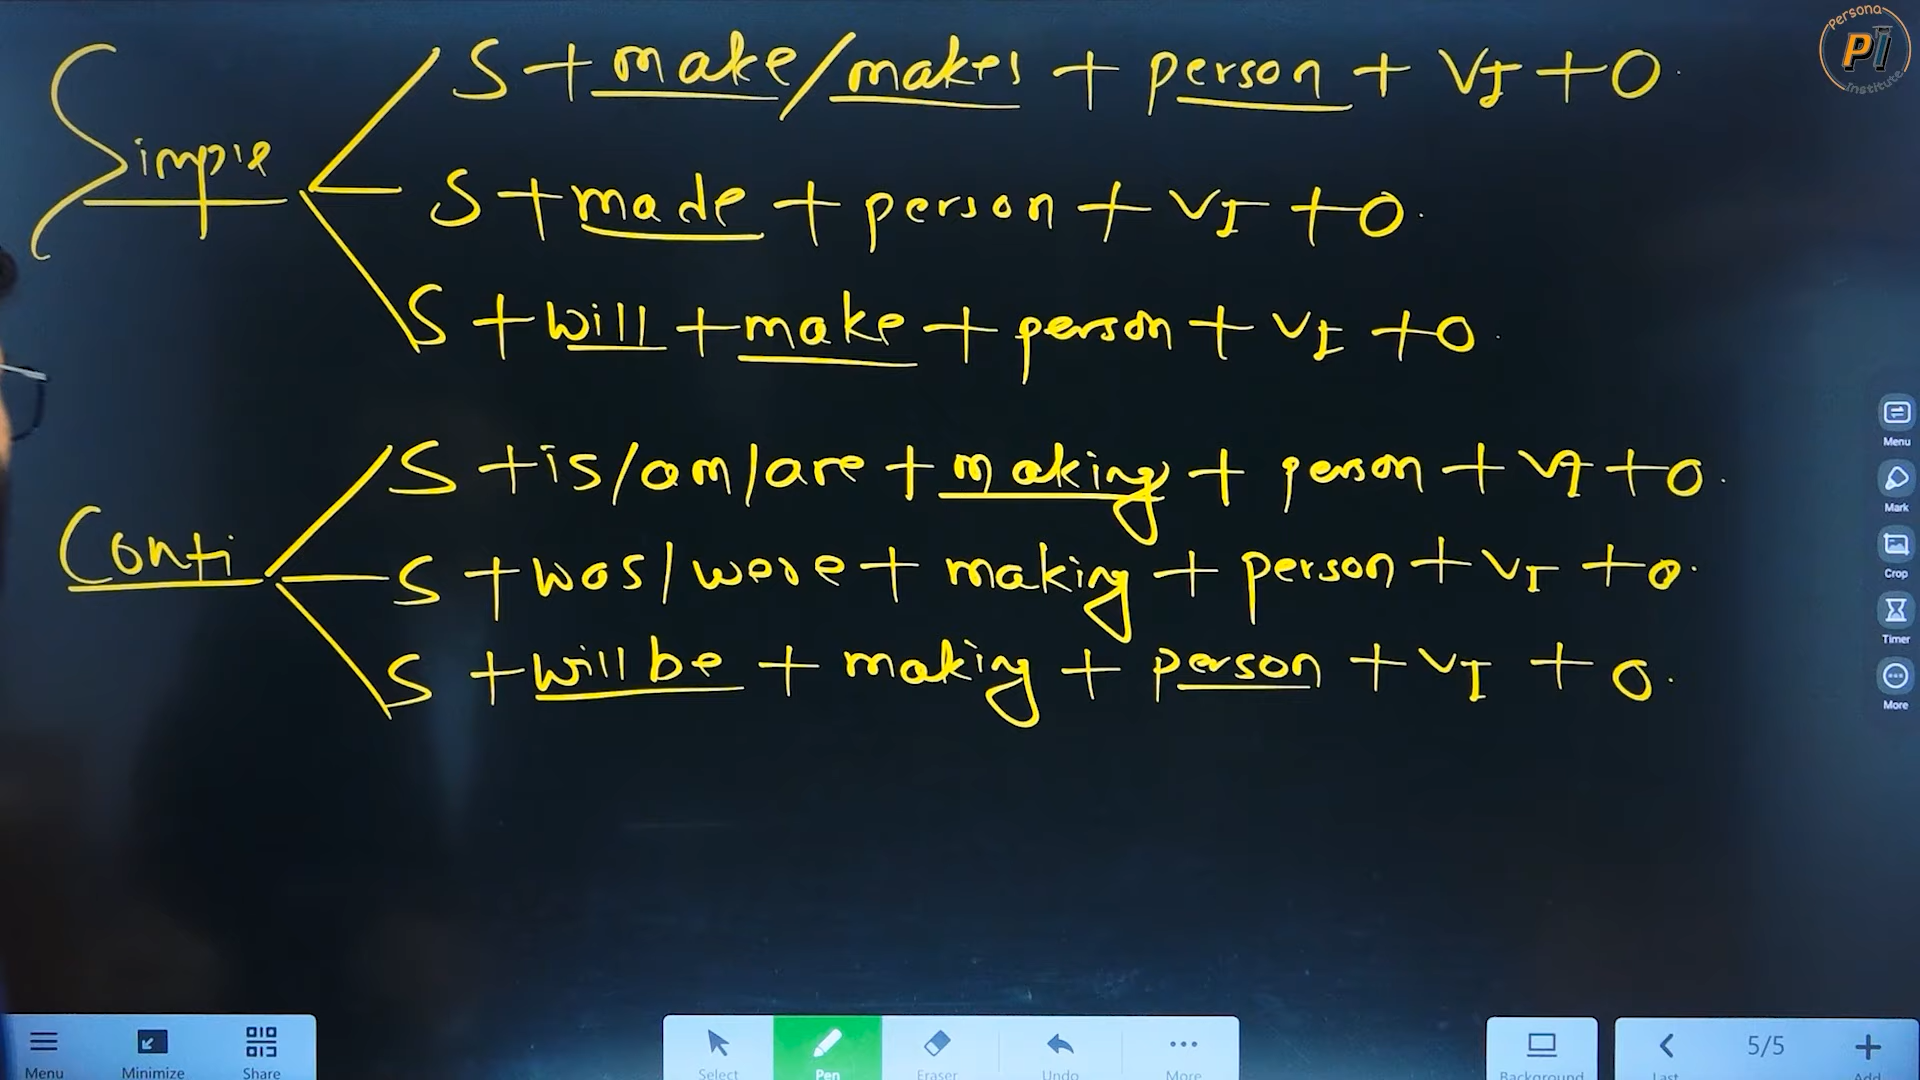 Persona
PI
Institute
Simple
S + make/makes + person + VI + O.
S + made + person + VI + O.
S + will + make + person + VI + O.
Conti
S + is/am/are + making + person + VI + O.
S + was/were + making + person + VI + O.
S + will be + making + person + VI + O.
Menu
Mark
Crop
Timer
More
Menu
Minimize
Share
Select
Pen
Eraser
Undo
More
Background
Last
5/5
Add